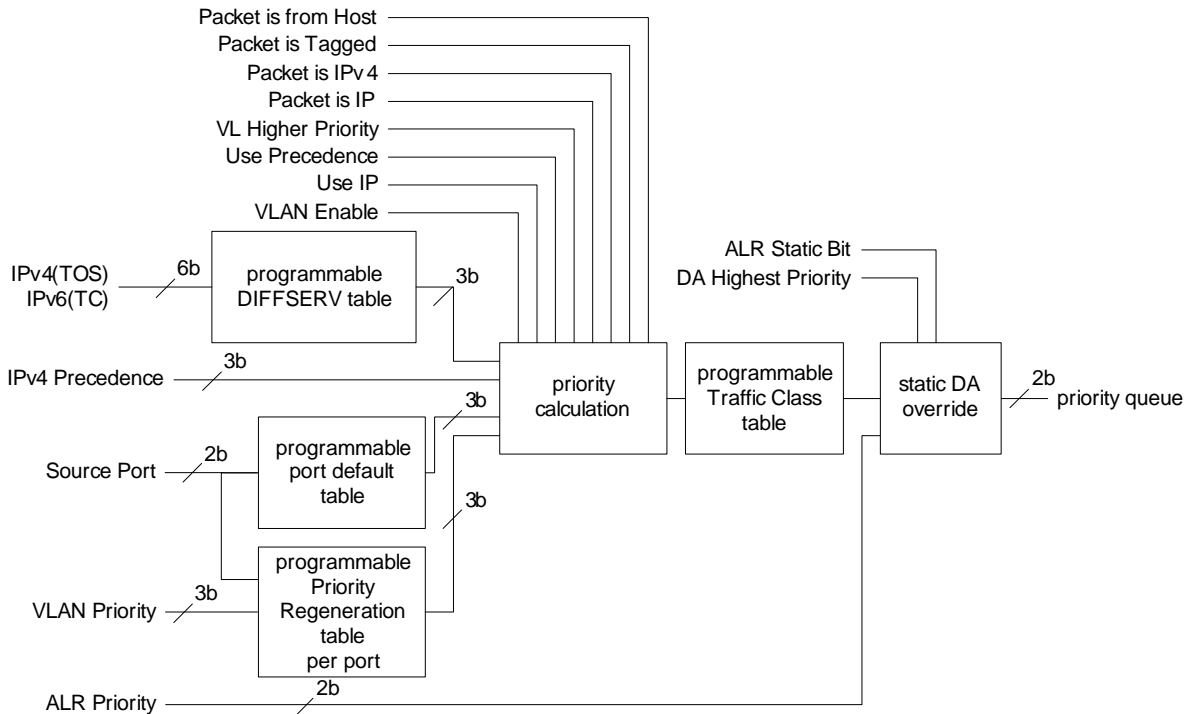 Packet is from Host
Packet is Tagged
Packet is IPv4
Packet is IP
VL Higher Priority
Use Precedence
Use IP
VLAN Enable
ALR Static Bit
DA Highest Priority
IPv4(TOS)
IPv6(TC)
6b
programmable
DIFFSERV table
3b
IPv4 Precedence
3b
priority
calculation
programmable
Traffic Class
table
static DA
override
2b
priority queue
Source Port
2b
programmable
port default
table
3b
3b
VLAN Priority
3b
programmable
Priority
Regeneration
table
per port
ALR Priority
2b